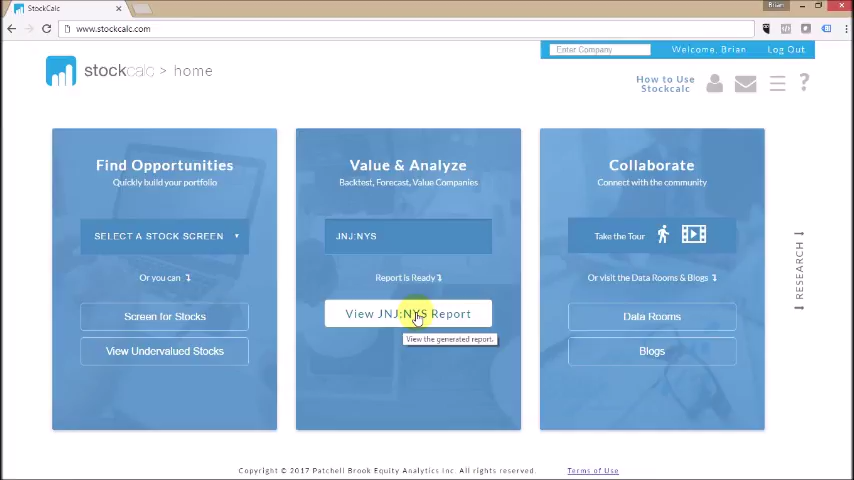 StockCalc
Brian
www.stockcalc.com
Enter Company
Welcome, Brian
Log Out
stockcalc > home
How to Use
Stockcalc
?
Find Opportunities
Quickly build your portfolio
SELECT A STOCK SCREEN
Or you can
Screen for Stocks
View Undervalued Stocks
Value & Analyze
Backtest, Forecast, Value Companies
JNJ:NYS
Report is Ready
View JNJ:NYS Report
View the generated report.
Collaborate
Connect with the community
Take the Tour
Or visit the Data Rooms & Blogs
Data Rooms
Blogs
RESEARCH
Copyright © 2017 Patchell Brook Equity Analytics Inc. All rights reserved.
Terms of Use